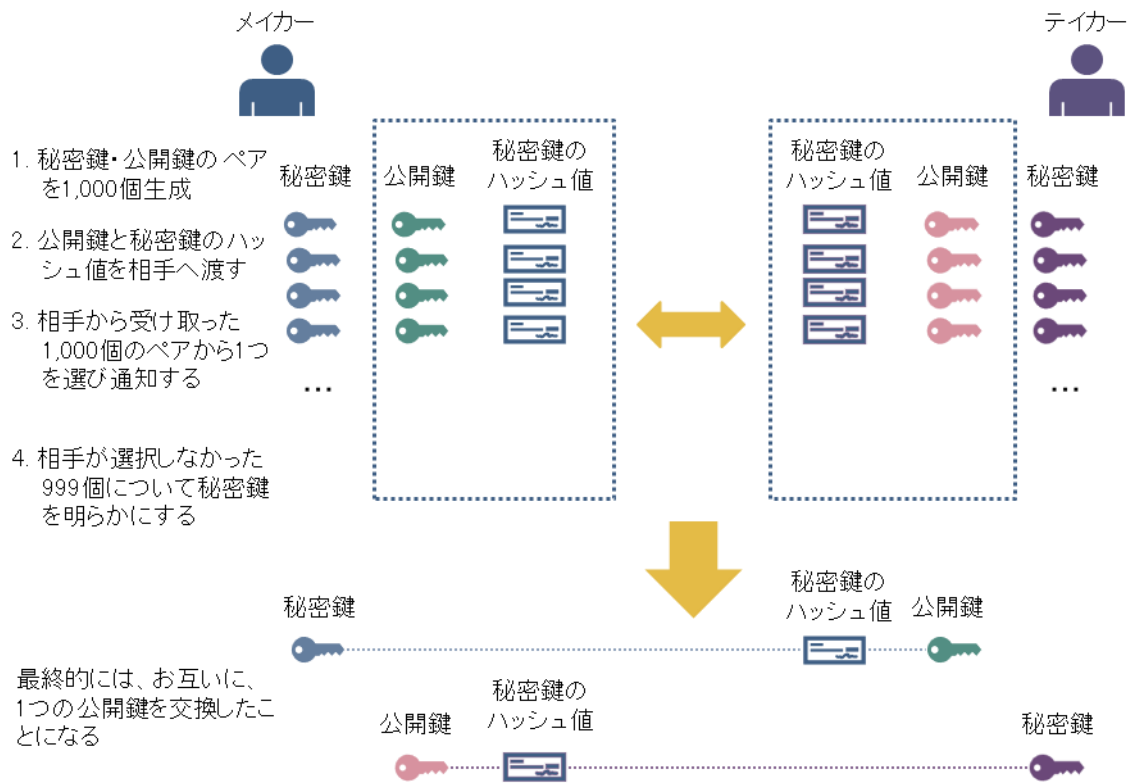 メイカー
テイカー
1. 秘密鍵・公開鍵のペア
を1,000個生成
2. 公開鍵と秘密鍵のハッ
シュ値を相手へ渡す
3. 相手から受け取った
1,000個のペアから1つ
を選び通知する
4. 相手が選択しなかった
999個について秘密鍵
を明らかにする
秘密鍵
公開鍵
秘密鍵の
ハッシュ値
秘密鍵の
ハッシュ値
公開鍵
秘密鍵
...
...
秘密鍵
秘密鍵の
ハッシュ値
公開鍵
最終的には、お互いに、
1つの公開鍵を交換したこ
とになる
公開鍵
秘密鍵の
ハッシュ値
秘密鍵